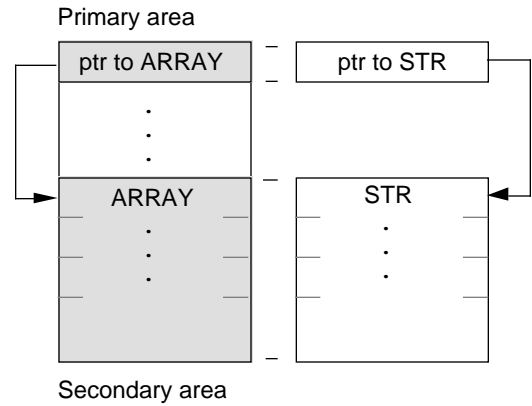 Primary area
ptr to ARRAY
ptr to STR
ARRAY
STR
Secondary area